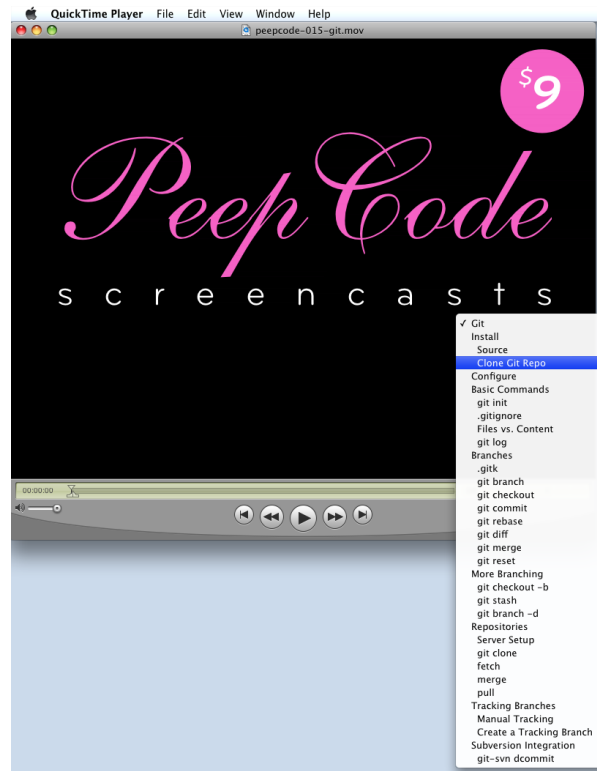 QuickTime Player File Edit View Window Help
peepcode-015-git.mov
$9
PeepCode
screencasts
✓ Git
Install
Source
Clone Git Repo
Configure
Basic Commands
git init
.gitignore
Files vs. Content
git log
Branches
.gitk
git branch
git checkout
git commit
git rebase
git diff
git merge
git reset
More Branching
git checkout -b
git stash
git branch -d
Repositories
Server Setup
git clone
fetch
merge
pull
Tracking Branches
Manual Tracking
Create a Tracking Branch
Subversion Integration
git-svn dcommit
00:00:00